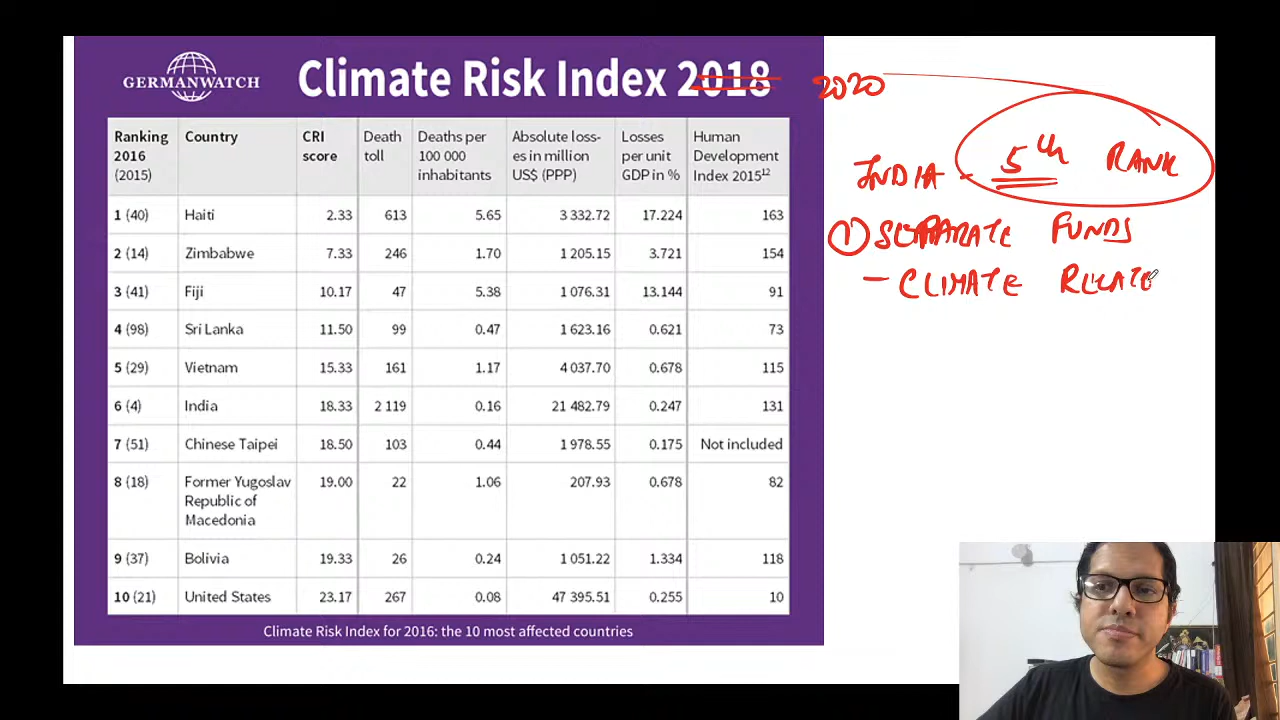 GERMANWATCH
Climate Risk Index 2018
2020
INDIA - 5th RANK
① SEPARATE FUNDS
- CLIMATE RELATE
Ranking 2016 (2015) Country CRI score Death toll Deaths per 100 000 inhabitants Absolute loss-es in million US$ (PPP) Losses per unit GDP in % Human Development Index 2015¹²
1 (40) Haiti 2.33 613 5.65 3 332.72 17.224 163
2 (14) Zimbabwe 7.33 246 1.70 1 205.15 3.721 154
3 (41) Fiji 10.17 47 5.38 1 076.31 13.144 91
4 (98) Sri Lanka 11.50 99 0.47 1 623.16 0.621 73
5 (29) Vietnam 15.33 161 1.17 4 037.70 0.678 115
6 (4) India 18.33 2 119 0.16 21 482.79 0.247 131
7 (51) Chinese Taipei 18.50 103 0.44 1 978.55 0.175 Not included
8 (18) Former Yugoslav Republic of Macedonia 19.00 22 1.06 207.93 0.678 82
9 (37) Bolivia 19.33 26 0.24 1 051.22 1.334 118
10 (21) United States 23.17 267 0.08 47 395.51 0.255 10
Climate Risk Index for 2016: the 10 most affected countries